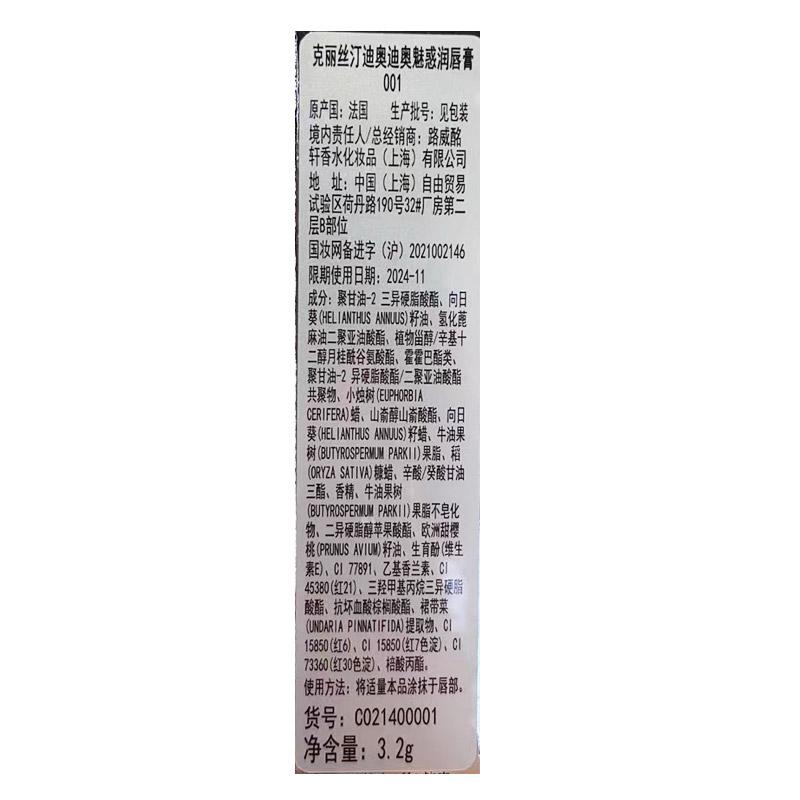 克丽丝汀迪奥迪奥魅惑润唇膏
001
原产国：法国 生产批号：见包装
境内责任人/总经销商：路威酩
轩香水化妆品（上海）有限公司
地 址：中国（上海）自由贸易
试验区荷丹路190号32#厂房第二
层B部位
国妆网备进字（沪）2021002146
限期使用日期：2024-11
成分：聚甘油-2 三异硬脂酸酯、向日
葵(HELIANTHUS ANNUUS)籽油、氢化蓖
麻油二聚亚油酸酯、植物甾醇/辛基十
二醇月桂酰谷氨酸酯、霍霍巴酯类、
聚甘油-2 异硬脂酸酯/二聚亚油酸酯
共聚物、小烛树(EUPHORBIA
CERIFERA)蜡、山嵛醇山嵛酸酯、向日
葵(HELIANTHUS ANNUUS)籽蜡、牛油果
树(BUTYROSPERMUM PARKII)果脂、稻
(ORYZA SATIVA)糠蜡、辛酸/癸酸甘油
三酯、香精、牛油果树
(BUTYROSPERMUM PARKII)果脂不皂化
物、二异硬脂醇苹果酸酯、欧洲甜樱
桃(PRUNUS AVIUM)籽油、生育酚(维生
素E)、CI 77891、乙基香兰素、CI
45380(红21)、三羟甲基丙烷三异硬脂
酸酯、抗坏血酸棕榈酸酯、裙带菜
(UNDARIA PINNATIFIDA)提取物、CI
15850(红6)、CI 15850(红7色淀)、CI
73360(红30色淀)、棓酸丙酯。
使用方法：将适量本品涂抹于唇部。
货号：C021400001
净含量：3.2g